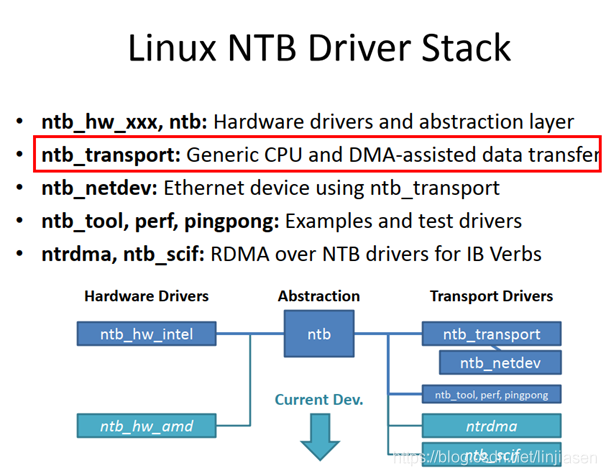 Linux NTB Driver Stack
• ntb_hw_xxx, ntb: Hardware drivers and abstraction layer
• ntb_transport: Generic CPU and DMA-assisted data transfer
• ntb_netdev: Ethernet device using ntb_transport
• ntb_tool, perf, pingpong: Examples and test drivers
• ntrdma, ntb_scif: RDMA over NTB drivers for IB Verbs
Hardware Drivers
Abstraction
Transport Drivers
ntb_hw_intel
ntb
ntb_transport
ntb_netdev
ntb_tool, perf, pingpong
Current Dev.
ntb_hw_amd
ntrdma
ntb_scif
https://blog.csdn.net/linjiasen